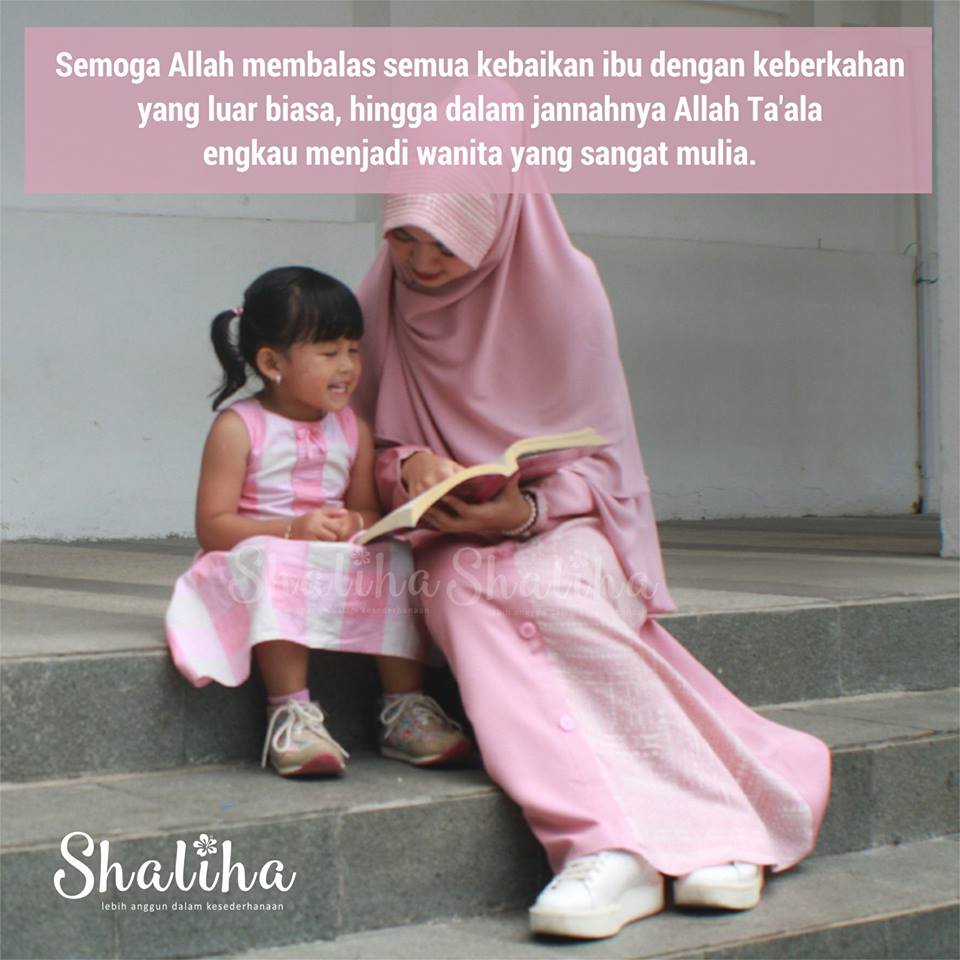 Semoga Allah membalas semua kebaikan ibu dengan keberkahan
yang luar biasa, hingga dalam jannahnya Allah Ta'ala
engkau menjadi wanita yang sangat mulia.
Shaliha Shaliha
Shaliha
lebih anggun dalam kesederhanaan